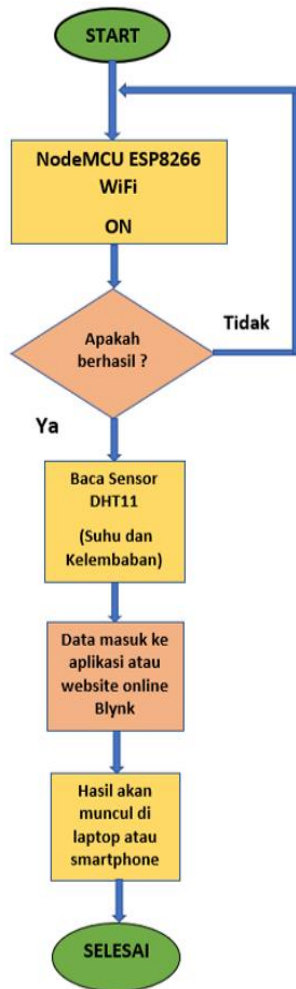 START
NodeMCU ESP8266
WiFi
ON
Apakah
berhasil ?
Tidak
Ya
Baca Sensor
DHT11
(Suhu dan
Kelembaban)
Data masuk ke
aplikasi atau
website online
Blynk
Hasil akan
muncul di
laptop atau
smartphone
SELESAI